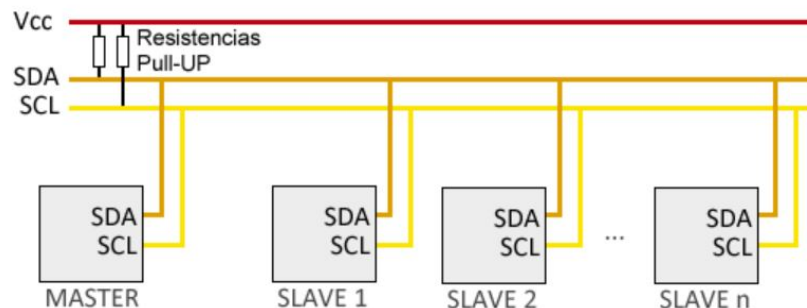 Vcc
Resistencias
Pull-UP
SDA
SCL
SDA
SCL
MASTER
SDA
SCL
SLAVE 1
SDA
SCL
SLAVE 2
...
SDA
SCL
SLAVE n